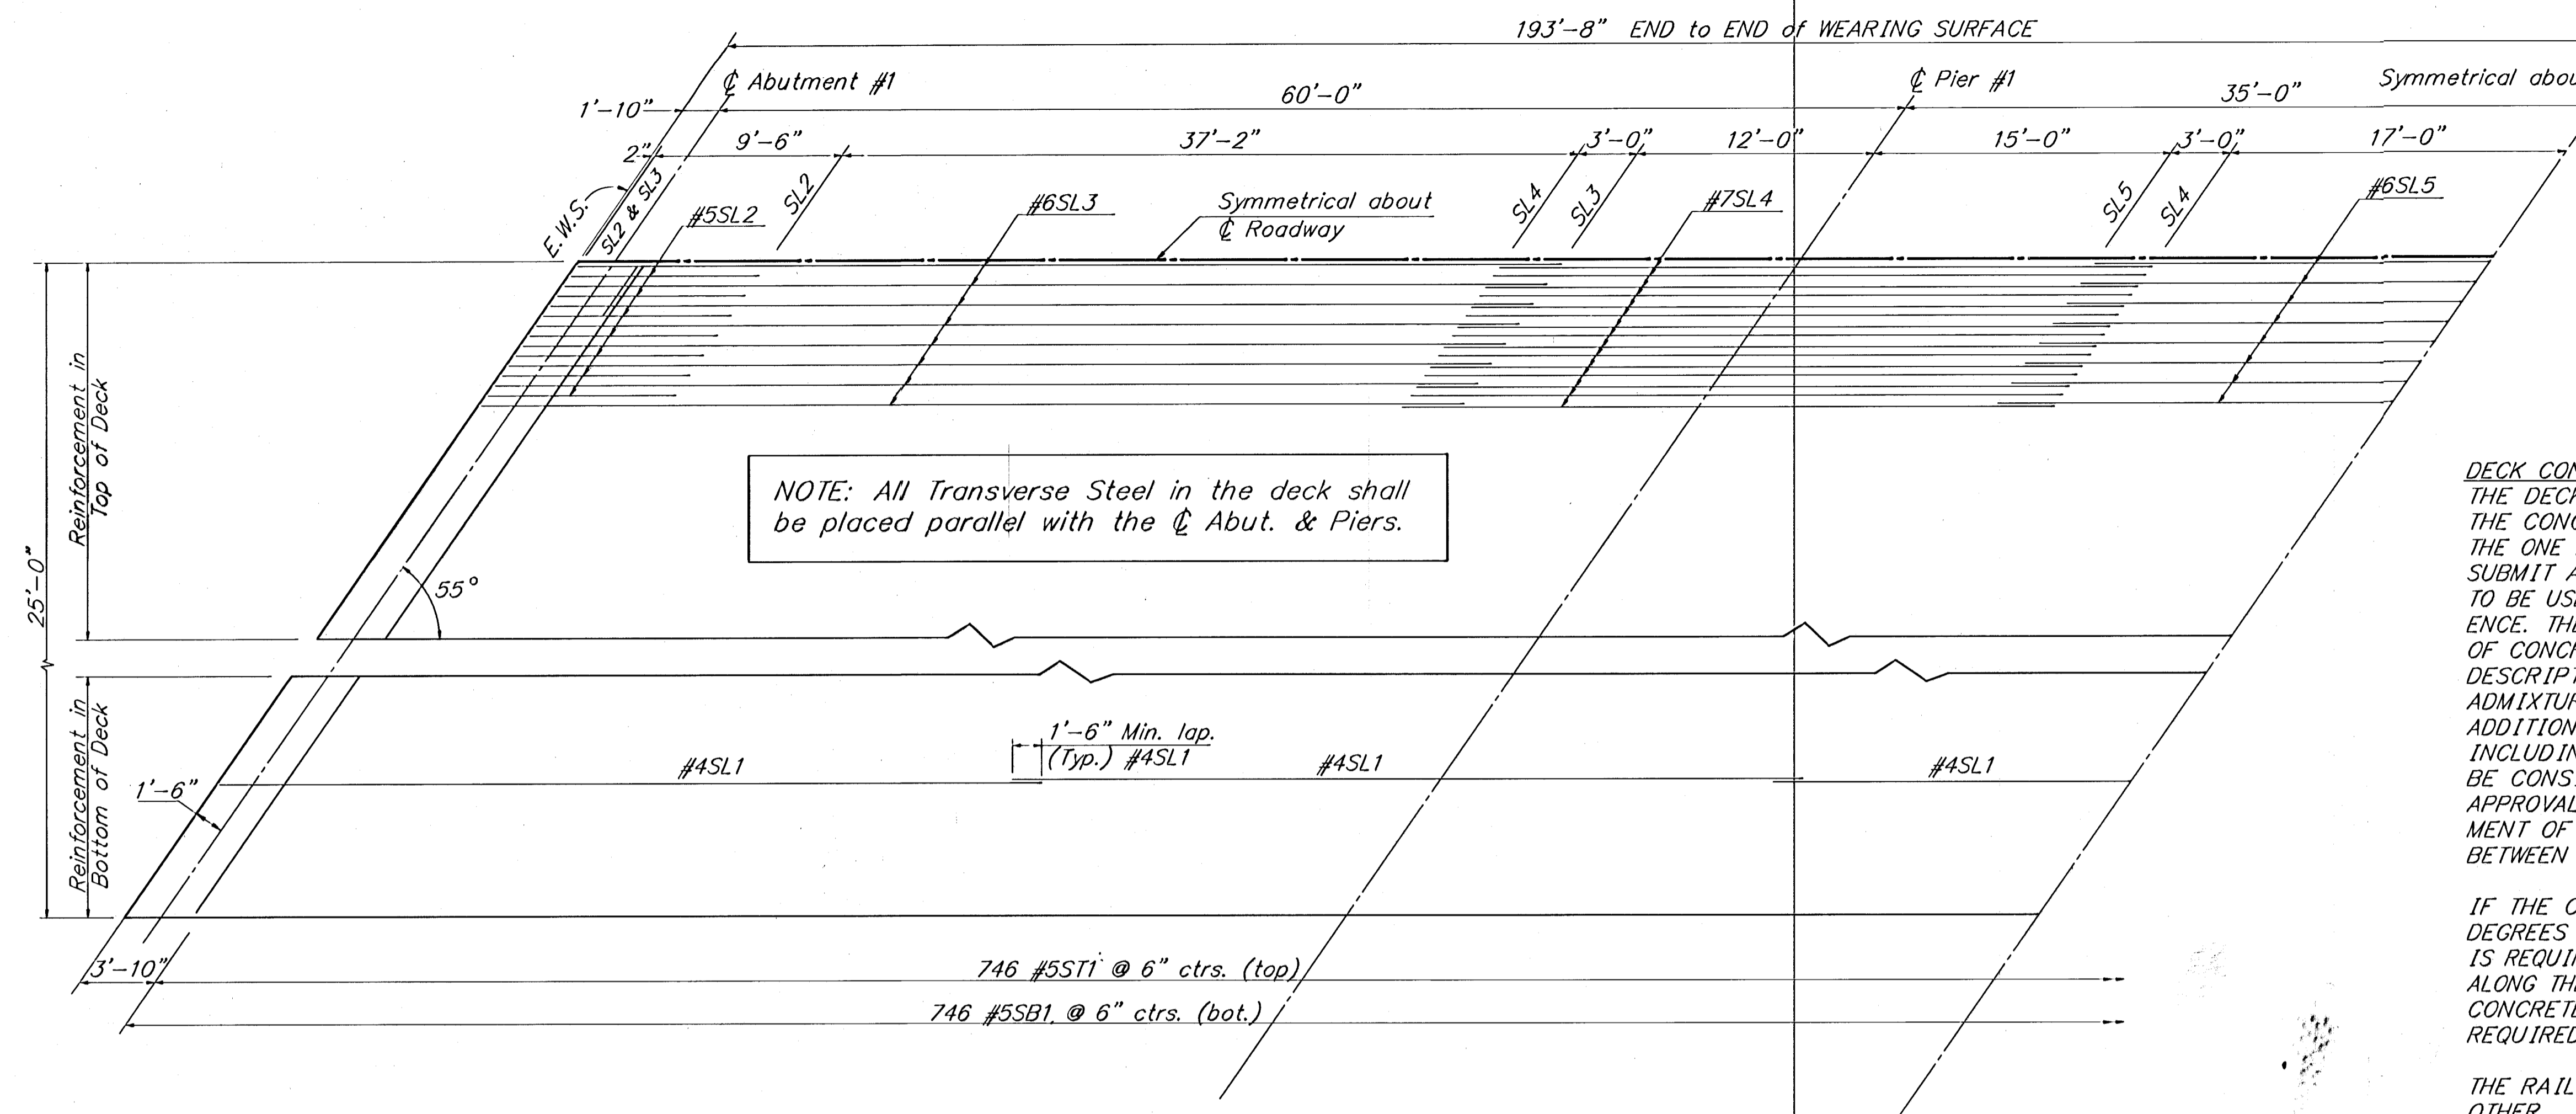 193'-8" END to END of WEARING SURFACE
℄ Abutment #1
℄ Pier #1
Symmetrical abou
1'-10"
60'-0"
35'-0"
2"
9'-6"
37'-2"
3'-0"
12'-0"
15'-0"
3'-0"
17'-0"
E.W.S.
SL2 & SL3
#5SL2
SL2
#6SL3
Symmetrical about
℄ Roadway
SL4
SL3
#7SL4
SL5
SL4
#6SL5
Reinforcement in
Top of Deck
25'-0"
NOTE: All Transverse Steel in the deck shall
be placed parallel with the ℄ Abut. & Piers.
55°
Reinforcement in
Bottom of Deck
1'-6"
1'-6" Min. lap.
(Typ.) #4SL1
#4SL1
#4SL1
#4SL1
3'-10"
746 #5ST1 @ 6" ctrs. (top)
746 #5SB1 @ 6" ctrs. (bot.)
DECK CON
THE DECK
THE CONC
THE ONE
SUBMIT A
TO BE USE
ENCE. THE
OF CONCR
DESCRIPT
ADMIXTUR
ADDITION
INCLUDIN
BE CONS
APPROVAL
MENT OF
BETWEEN
IF THE C
DEGREES
IS REQUI
ALONG THE
CONCRETE
REQUIRED
THE RAIL
OTHER